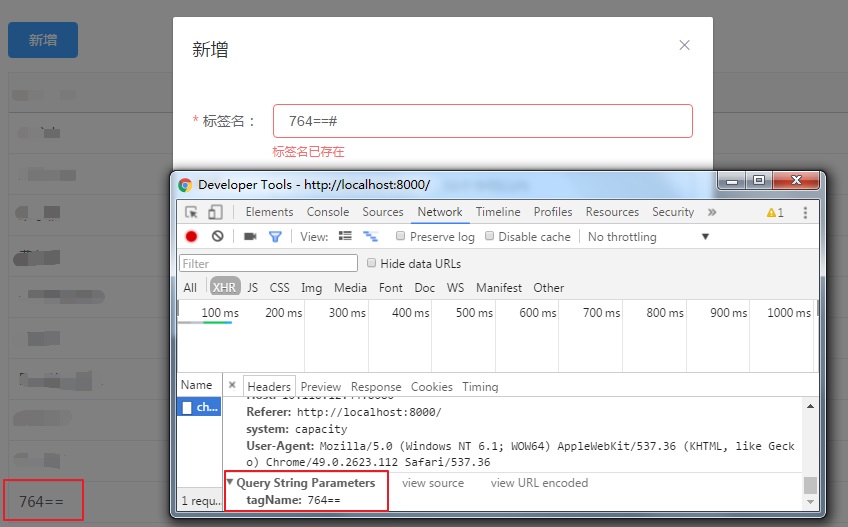 新增
新增
* 标签名：
764==#
标签名已存在
Developer Tools - http://localhost:8000/
Elements Console Sources Network Timeline Profiles Resources Security » 1
View: Preserve log Disable cache No throttling ▼
Filter Hide data URLs
All XHR JS CSS Img Media Font Doc WS Manifest Other
100 ms 200 ms 300 ms 400 ms 500 ms 600 ms 700 ms 800 ms 900 ms 1000 ms
Name × Headers Preview Response Cookies Timing
ch...
Referer: http://localhost:8000/
system: capacity
User-Agent: Mozilla/5.0 (Windows NT 6.1; WOW64) AppleWebKit/537.36 (KHTML, like Geck
o) Chrome/49.0.2623.112 Safari/537.36
▼ Query String Parameters view source view URL encoded
tagName: 764==
1 requ...
764==